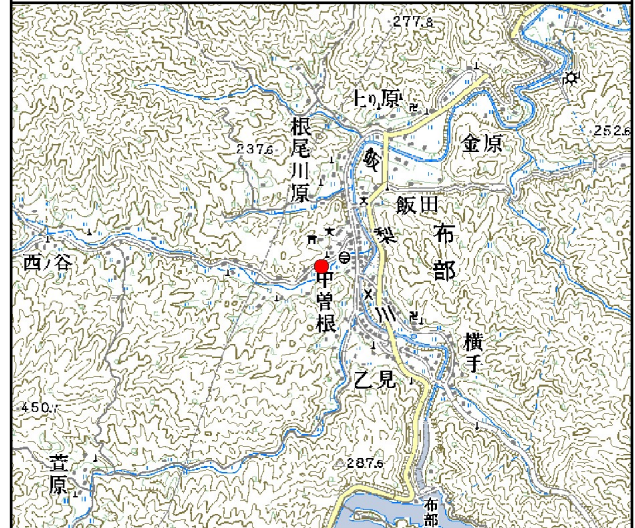 277.8
上り原
根尾川原
237.6
飯梨川
金原
252.6
飯田
布部
西ノ谷
中曽根
横手
乙見
450.7
萱原
287.6
布部